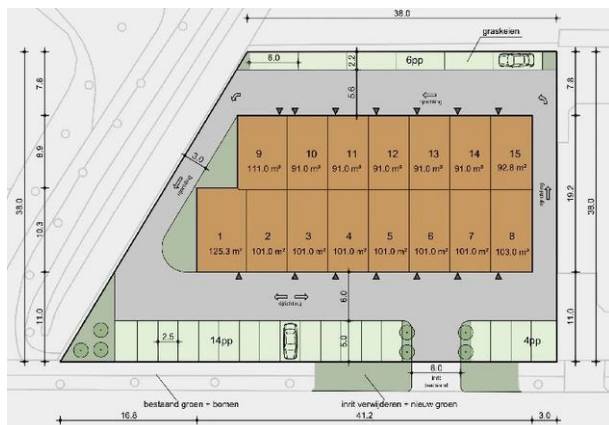 38.0
graskeien
6.0
2.2
6pp
7.8
5.6
7.8
rijrichting
9 10 11 12 13 14 15
111.0 m² 91.0 m² 91.0 m² 91.0 m² 91.0 m² 91.0 m² 92.8 m²
8.9
3.0
rijrichting
rijrichting
38.0
19.2
38.0
10.3
1 2 3 4 5 6 7 8
125.3 m² 101.0 m² 101.0 m² 101.0 m² 101.0 m² 101.0 m² 101.0 m² 103.0 m²
rijrichting
6.0
11.0
11.0
2.5
14pp
5.0
4pp
8.0
inrit
bestaand groen + bomen
inrit verwijderen + nieuw groen
16.8
41.2
3.0